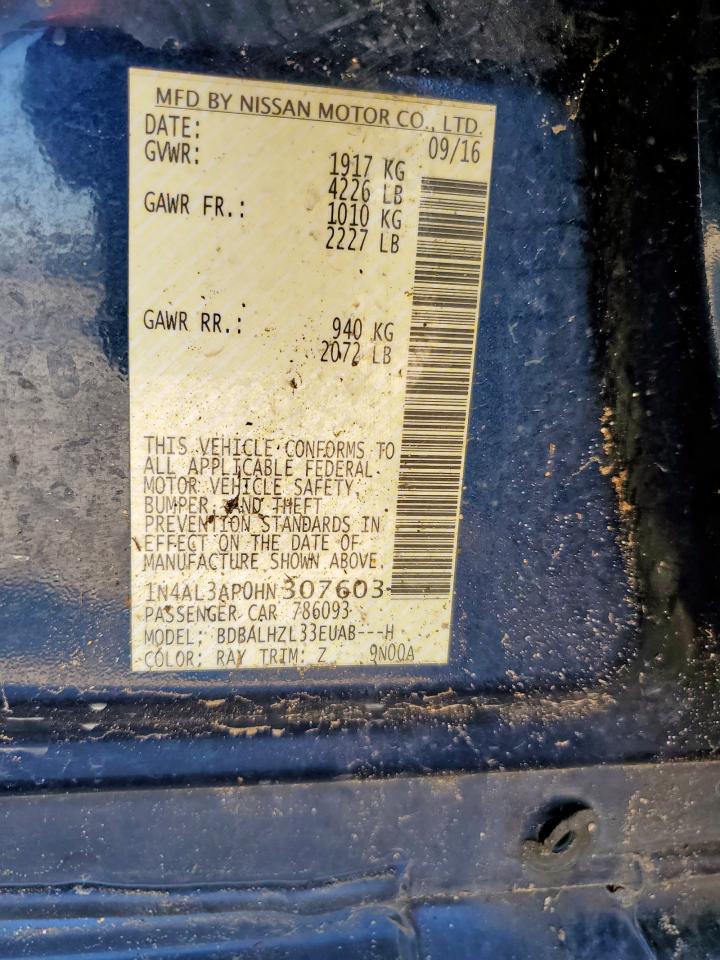 MFD BY NISSAN MOTOR CO., LTD.
DATE: 09/16
GVWR: 1917 KG
4226 LB
GAWR FR.: 1010 KG
2227 LB
GAWR RR.: 940 KG
2072 LB
THIS VEHICLE CONFORMS TO
ALL APPLICABLE FEDERAL
MOTOR VEHICLE SAFETY
BUMPER, AND THEFT
PREVENTION STANDARDS IN
EFFECT ON THE DATE OF
MANUFACTURE SHOWN ABOVE.
1N4AL3AP0HN307603
PASSENGER CAR 786093
MODEL: BDBALHZL33EUAB---H
COLOR: RAY TRIM: Z 9N00A